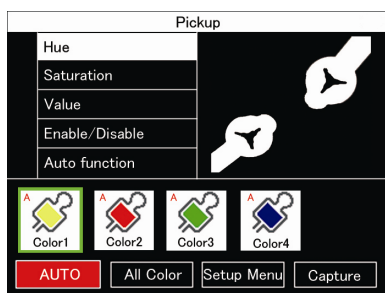 Pickup
Hue
Saturation
Value
Enable/Disable
Auto function
A A A A
Color1 Color2 Color3 Color4
AUTO All Color Setup Menu Capture